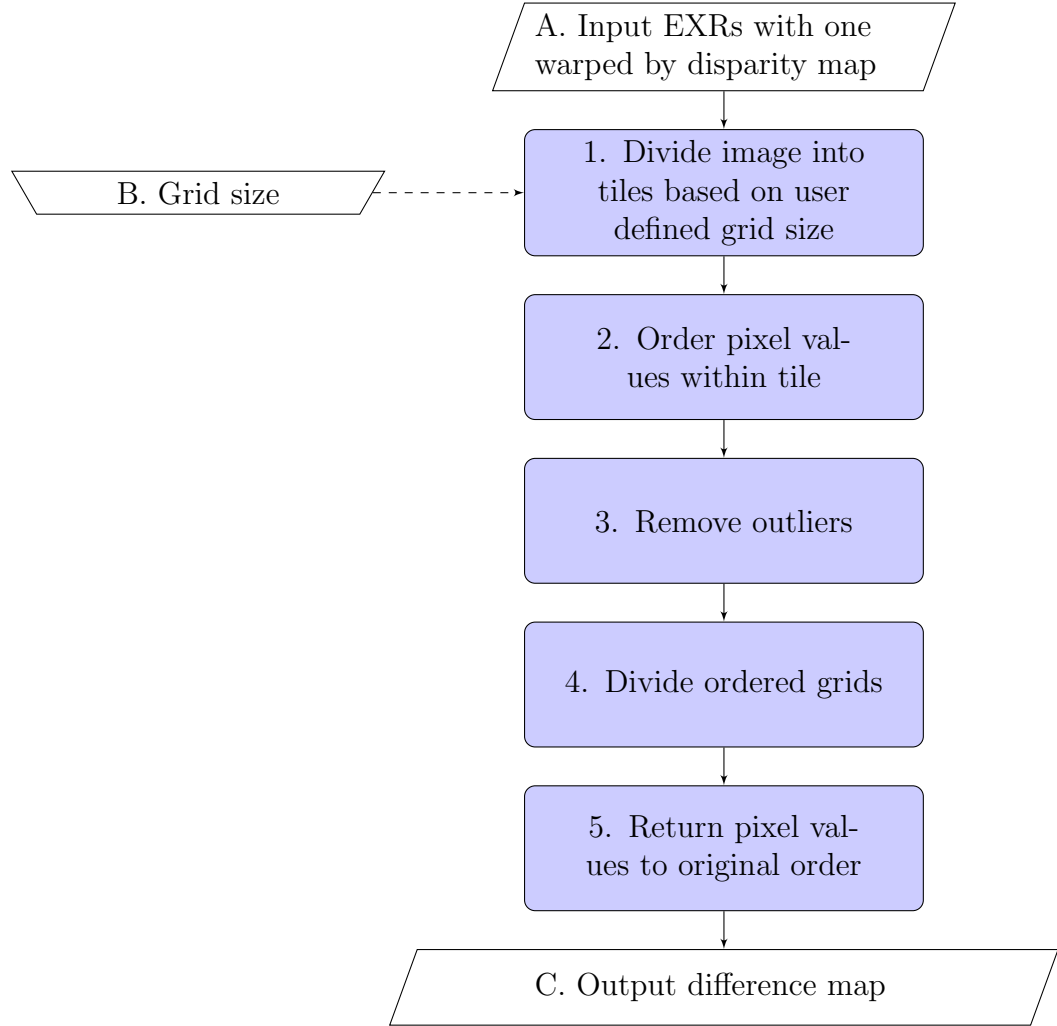 A. Input EXRs with one
warped by disparity map
1. Divide image into
tiles based on user
defined grid size
B. Grid size
2. Order pixel val-
ues within tile
3. Remove outliers
4. Divide ordered grids
5. Return pixel val-
ues to original order
C. Output difference map